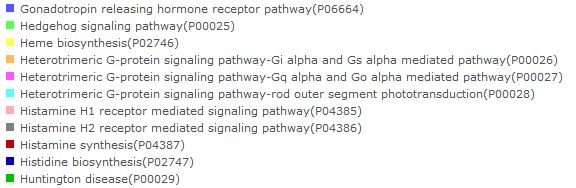 Gonadotropin releasing hormone receptor pathway(P06664)
Hedgehog signaling pathway(P00025)
Heme biosynthesis(P02746)
Heterotrimeric G-protein signaling pathway-Gi alpha and Gs alpha mediated pathway(P00026)
Heterotrimeric G-protein signaling pathway-Gq alpha and Go alpha mediated pathway(P00027)
Heterotrimeric G-protein signaling pathway-rod outer segment phototransduction(P00028)
Histamine H1 receptor mediated signaling pathway(P04385)
Histamine H2 receptor mediated signaling pathway(P04386)
Histamine synthesis(P04387)
Histidine biosynthesis(P02747)
Huntington disease(P00029)